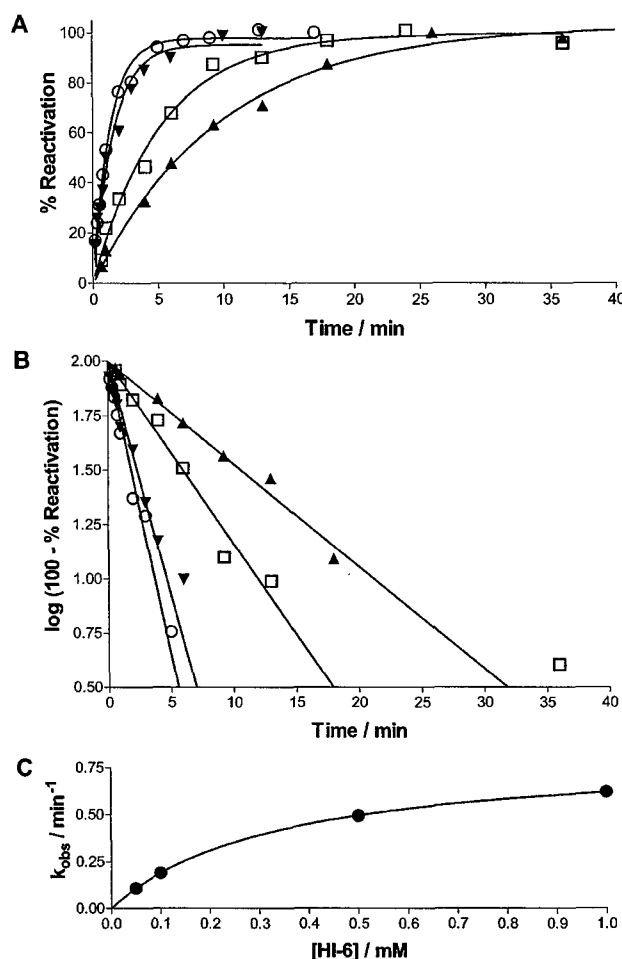 A
% Reactivation
100
80
60
40
20
0
0 5 10 15 20 25 30 35 40
Time / min
B
log (100 - % Reactivation)
2.00
1.75
1.50
1.25
1.00
0.75
0.50
0 5 10 15 20 25 30 35 40
Time / min
C
kobs / min-1
0.75
0.50
0.25
0.00
0.0 0.1 0.2 0.3 0.4 0.5 0.6 0.7 0.8 0.9 1.0
[HI-6] / mM